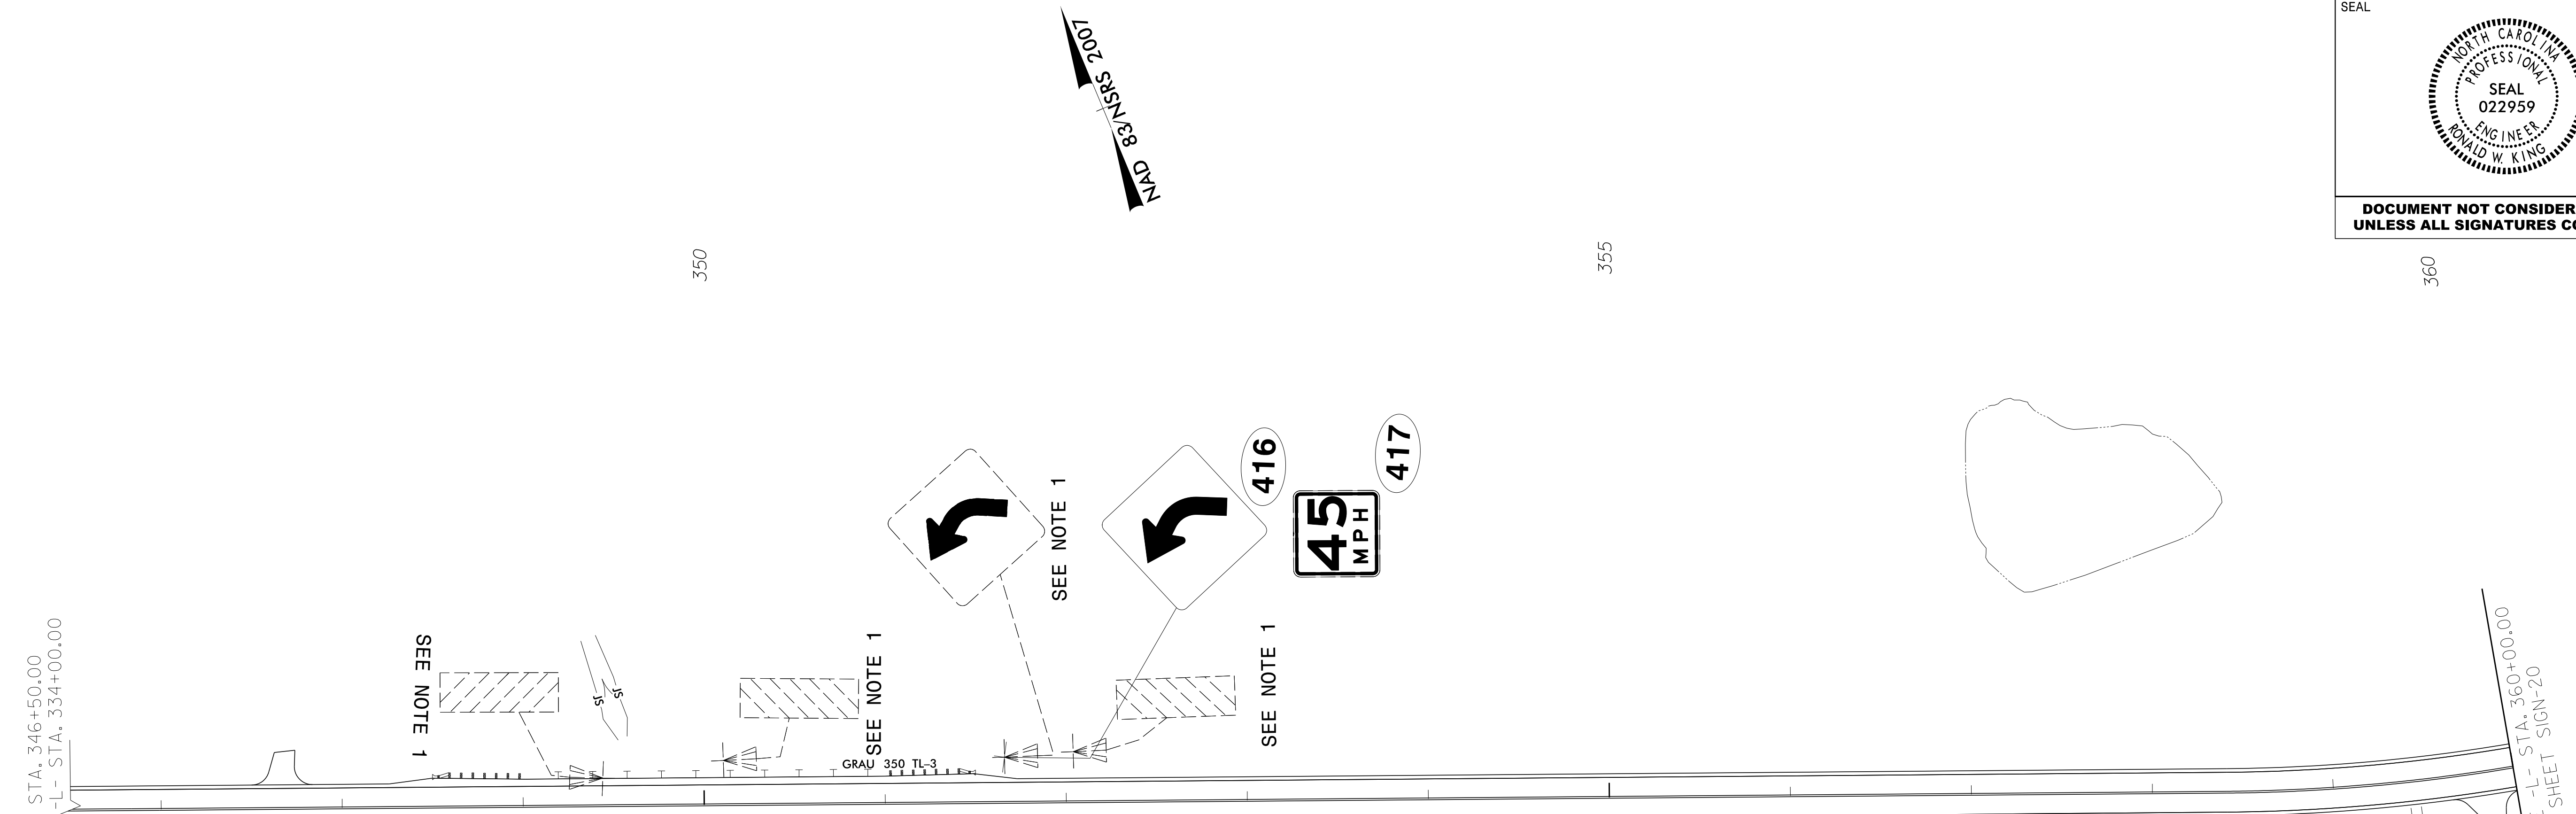 SEAL
NORTH CAROLINA
PROFESSIONAL
SEAL
022959
ENGINEER
RONALD W. KING
DOCUMENT NOT CONSIDER
UNLESS ALL SIGNATURES CO
NAD 83/NSRS 2007
350
355
360
416
417
45
MPH
SEE NOTE 1
SEE NOTE 1
SEE NOTE 1
SEE NOTE 1
JS
JS
GRAU 350 TL-3
STA. 346+50.00
-L- STA. 334+00.00
-L- STA. 360+00.00
SHEET SIGN-20